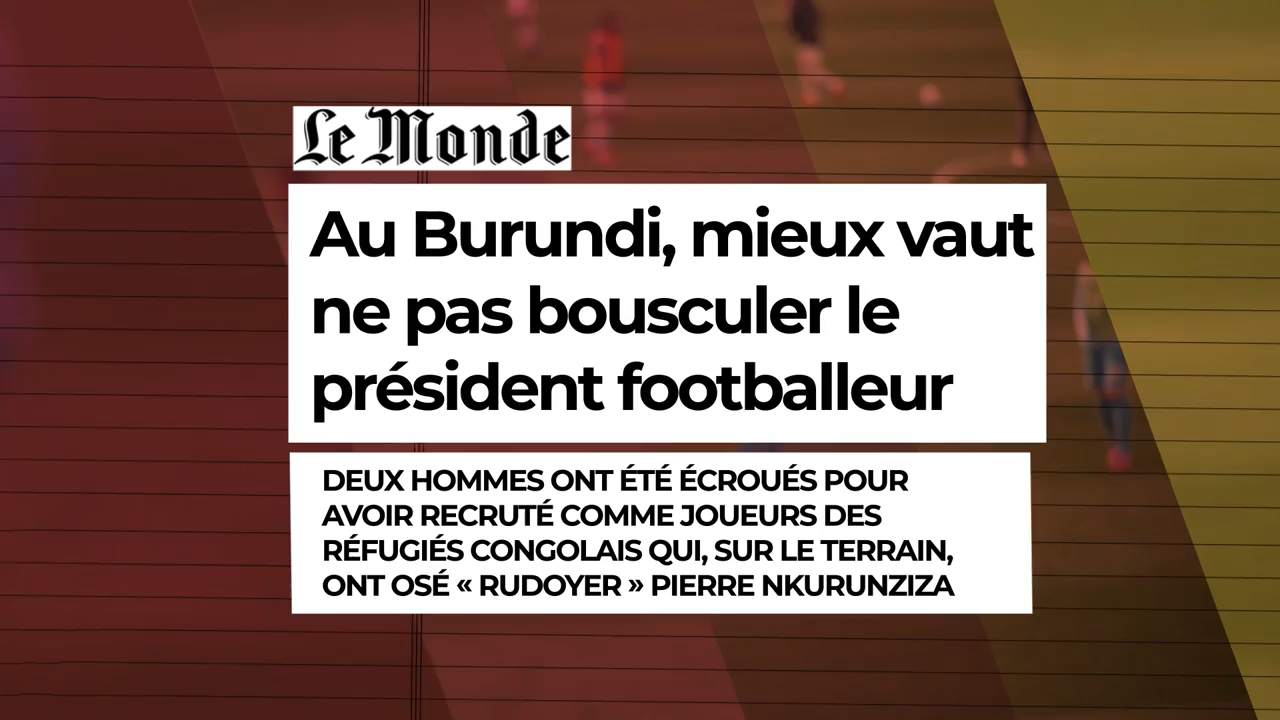 Le Monde
Au Burundi, mieux vaut
ne pas bousculer le
président footballeur
DEUX HOMMES ONT ÉTÉ ÉCROUÉS POUR
AVOIR RECRUTÉ COMME JOUEURS DES
RÉFUGIÉS CONGOLAIS QUI, SUR LE TERRAIN,
ONT OSÉ « RUDOYER » PIERRE NKURUNZIZA